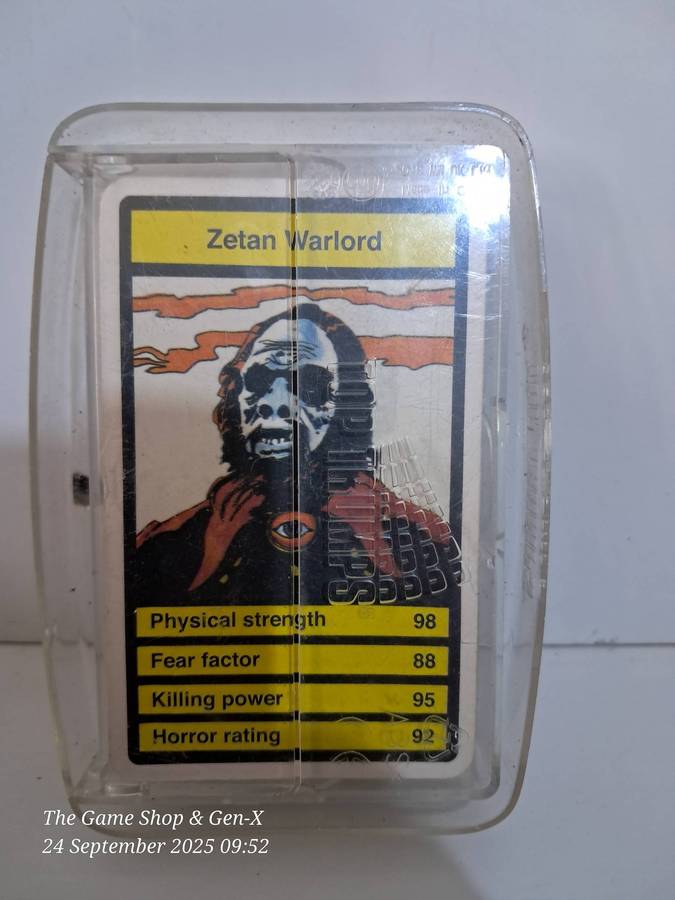 Zetan Warlord
TOP TRUMPS
Physical strength 98
Fear factor 88
Killing power 95
Horror rating 92
The Game Shop & Gen-X
24 September 2025 09:52